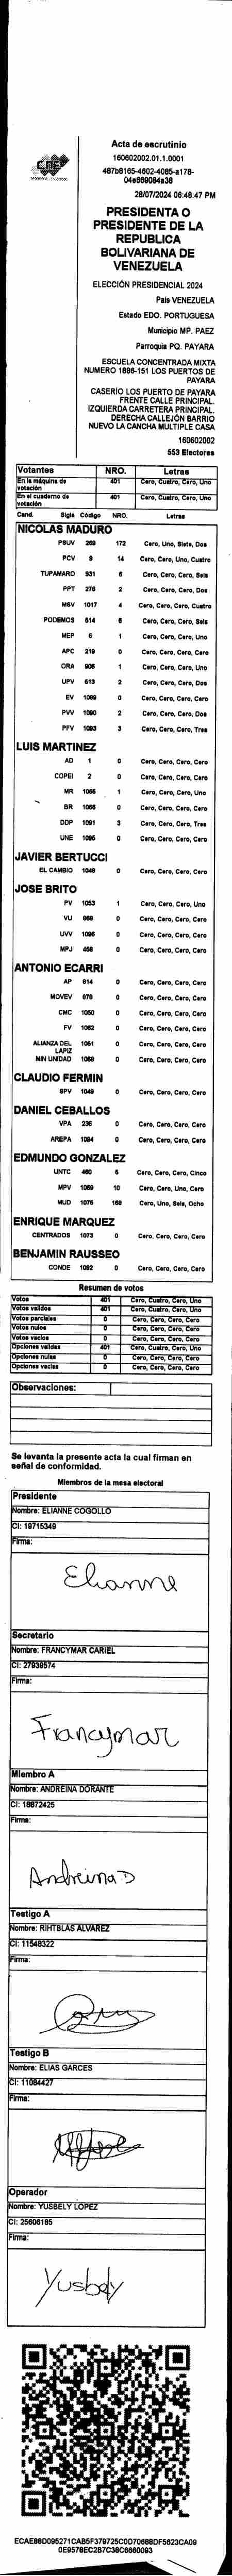 CNE
Acta de escrutinio
160602002.01.1.0001
487b8165-4602-4085-a178-
04e669084a38
28/07/2024 06:48:47 PM
PRESIDENTA O
PRESIDENTE DE LA
REPUBLICA
BOLIVARIANA DE
VENEZUELA
ELECCIÓN PRESIDENCIAL 2024
País VENEZUELA
Estado EDO. PORTUGUESA
Municipio MP. PAEZ
Parroquia PQ. PAYARA
ESCUELA CONCENTRADA MIXTA
NUMERO 1886-151 LOS PUERTOS DE
PAYARA
CASERÍO LOS PUERTO DE PAYARA
FRENTE CALLE PRINCIPAL.
IZQUIERDA CARRETERA PRINCIPAL.
DERECHA CALLEJÓN BARRIO
NUEVO LA CANCHA MULTIPLE CASA
160602002
553 Electores
Votantes NRO. Letras
En la máquina de votación 401 Cero, Cuatro, Cero, Uno
En el cuaderno de votación 401 Cero, Cuatro, Cero, Uno
Cand. Sigla Código NRO. Letras
NICOLAS MADURO
PSUV 269 172 Cero, Uno, Siete, Dos
PCV 9 14 Cero, Cero, Uno, Cuatro
TUPAMARO 931 6 Cero, Cero, Cero, Seis
PPT 276 2 Cero, Cero, Cero, Dos
MSV 1017 4 Cero, Cero, Cero, Cuatro
PODEMOS 514 6 Cero, Cero, Cero, Seis
MEP 6 1 Cero, Cero, Cero, Uno
APC 219 0 Cero, Cero, Cero, Cero
ORA 906 1 Cero, Cero, Cero, Uno
UPV 613 2 Cero, Cero, Cero, Dos
EV 1089 0 Cero, Cero, Cero, Cero
PVV 1090 2 Cero, Cero, Cero, Dos
PFV 1093 3 Cero, Cero, Cero, Tres
LUIS MARTINEZ
AD 1 0 Cero, Cero, Cero, Cero
COPEI 2 0 Cero, Cero, Cero, Cero
MR 1065 1 Cero, Cero, Cero, Uno
BR 1066 0 Cero, Cero, Cero, Cero
DDP 1091 3 Cero, Cero, Cero, Tres
UNE 1095 0 Cero, Cero, Cero, Cero
JAVIER BERTUCCI
EL CAMBIO 1046 0 Cero, Cero, Cero, Cero
JOSE BRITO
PV 1053 1 Cero, Cero, Cero, Uno
VU 869 0 Cero, Cero, Cero, Cero
UVV 1096 0 Cero, Cero, Cero, Cero
MPJ 458 0 Cero, Cero, Cero, Cero
ANTONIO ECARRI
AP 814 0 Cero, Cero, Cero, Cero
MOVEV 878 0 Cero, Cero, Cero, Cero
CMC 1050 0 Cero, Cero, Cero, Cero
FV 1062 0 Cero, Cero, Cero, Cero
ALIANZA DEL LAPIZ 1051 0 Cero, Cero, Cero, Cero
MIN UNIDAD 1068 0 Cero, Cero, Cero, Cero
CLAUDIO FERMIN
SPV 1049 0 Cero, Cero, Cero, Cero
DANIEL CEBALLOS
VPA 236 0 Cero, Cero, Cero, Cero
AREPA 1094 0 Cero, Cero, Cero, Cero
EDMUNDO GONZALEZ
UNTC 460 5 Cero, Cero, Cero, Cinco
MPV 1069 10 Cero, Cero, Uno, Cero
MUD 1075 168 Cero, Uno, Seis, Ocho
ENRIQUE MARQUEZ
CENTRADOS 1073 0 Cero, Cero, Cero, Cero
BENJAMIN RAUSSEO
CONDE 1092 0 Cero, Cero, Cero, Cero
Resumen de votos
Votos 401 Cero, Cuatro, Cero, Uno
Votos validos 401 Cero, Cuatro, Cero, Uno
Votos parciales 0 Cero, Cero, Cero, Cero
Votos nulos 0 Cero, Cero, Cero, Cero
Votos vacios 0 Cero, Cero, Cero, Cero
Opciones validas 401 Cero, Cuatro, Cero, Uno
Opciones nulas 0 Cero, Cero, Cero, Cero
Opciones vacias 0 Cero, Cero, Cero, Cero
Observaciones:
Se levanta la presente acta la cual firman en
señal de conformidad.
Miembros de la mesa electoral
Presidente
Nombre: ELIANNE COGOLLO
CI: 19715349
Firma:
Elianne
Secretario
Nombre: FRANCYMAR CARIEL
CI: 27939574
Firma:
Francymar
Miembro A
Nombre: ANDREINA DORANTE
CI: 18872425
Firma:
Andreina D
Testigo A
Nombre: RIHTBLAS ALVAREZ
CI: 11548322
Firma:
Testigo B
Nombre: ELIAS GARCES
CI: 11084427
Firma:
Operador
Nombre: YUSBELY LOPEZ
CI: 25606185
Firma:
Yusbely
ECAE88D095271CAB5F379725C0D70688DF5623CA09
0E9578EC2B7C38C6660093